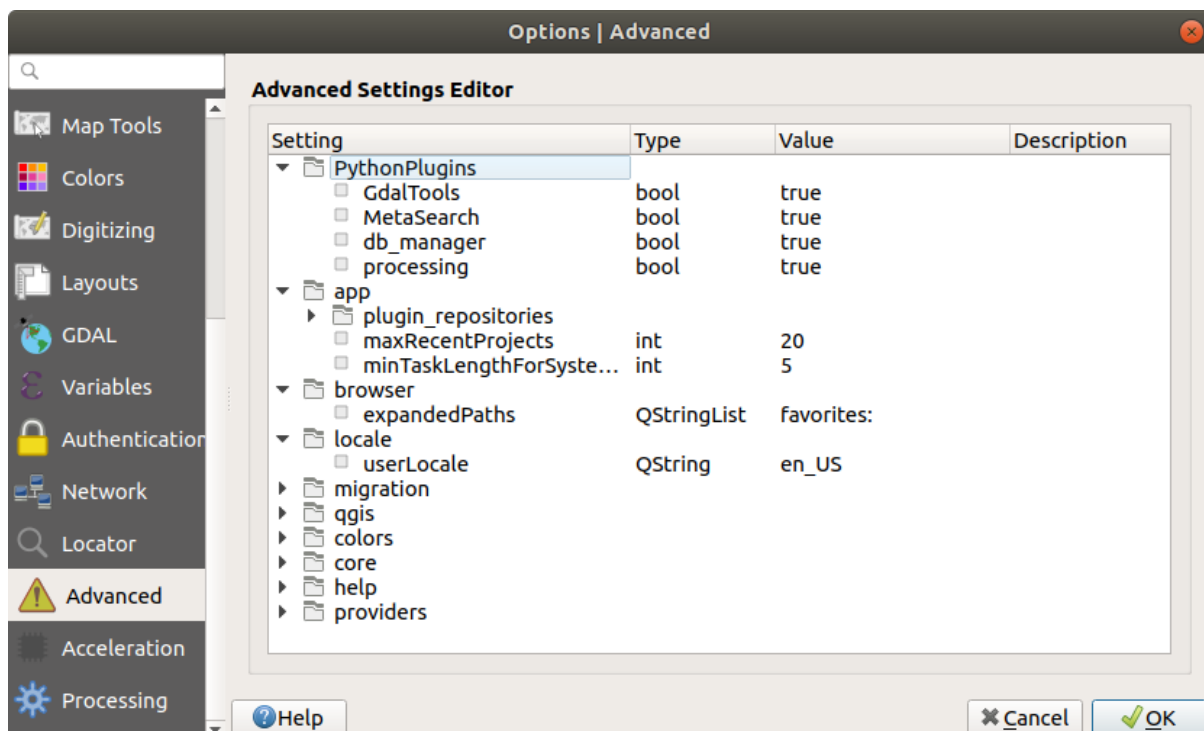 Options | Advanced
Map Tools
Colors
Digitizing
Layouts
GDAL
Variables
Authentication
Network
Locator
Advanced
Acceleration
Processing
Advanced Settings Editor
Setting Type Value Description
PythonPlugins
GdalTools bool true
MetaSearch bool true
db_manager bool true
processing bool true
app
plugin_repositories
maxRecentProjects int 20
minTaskLengthForSyste... int 5
browser
expandedPaths QStringList favorites:
locale
userLocale QString en_US
migration
qgis
colors
core
help
providers
Help Cancel OK